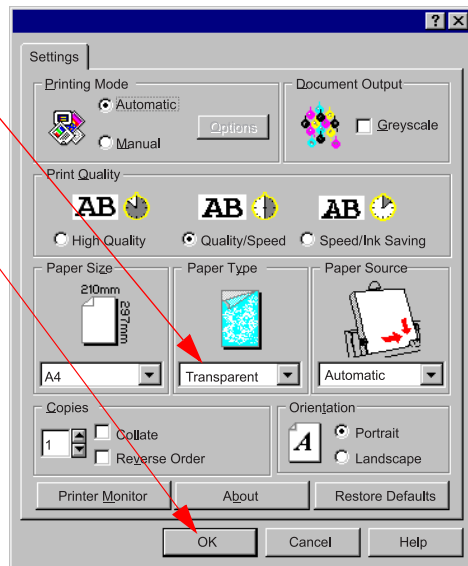 ? X
Settings
Printing Mode
Automatic
Manual
Options
Document Output
Greyscale
Print Quality
AB AB AB
High Quality Quality/Speed Speed/Ink Saving
Paper Size
210mm
297mm
A4
Paper Type
Transparent
Paper Source
Automatic
Copies
1
Collate
Reverse Order
Orientation
A
Portrait
Landscape
Printer Monitor About Restore Defaults
OK Cancel Help